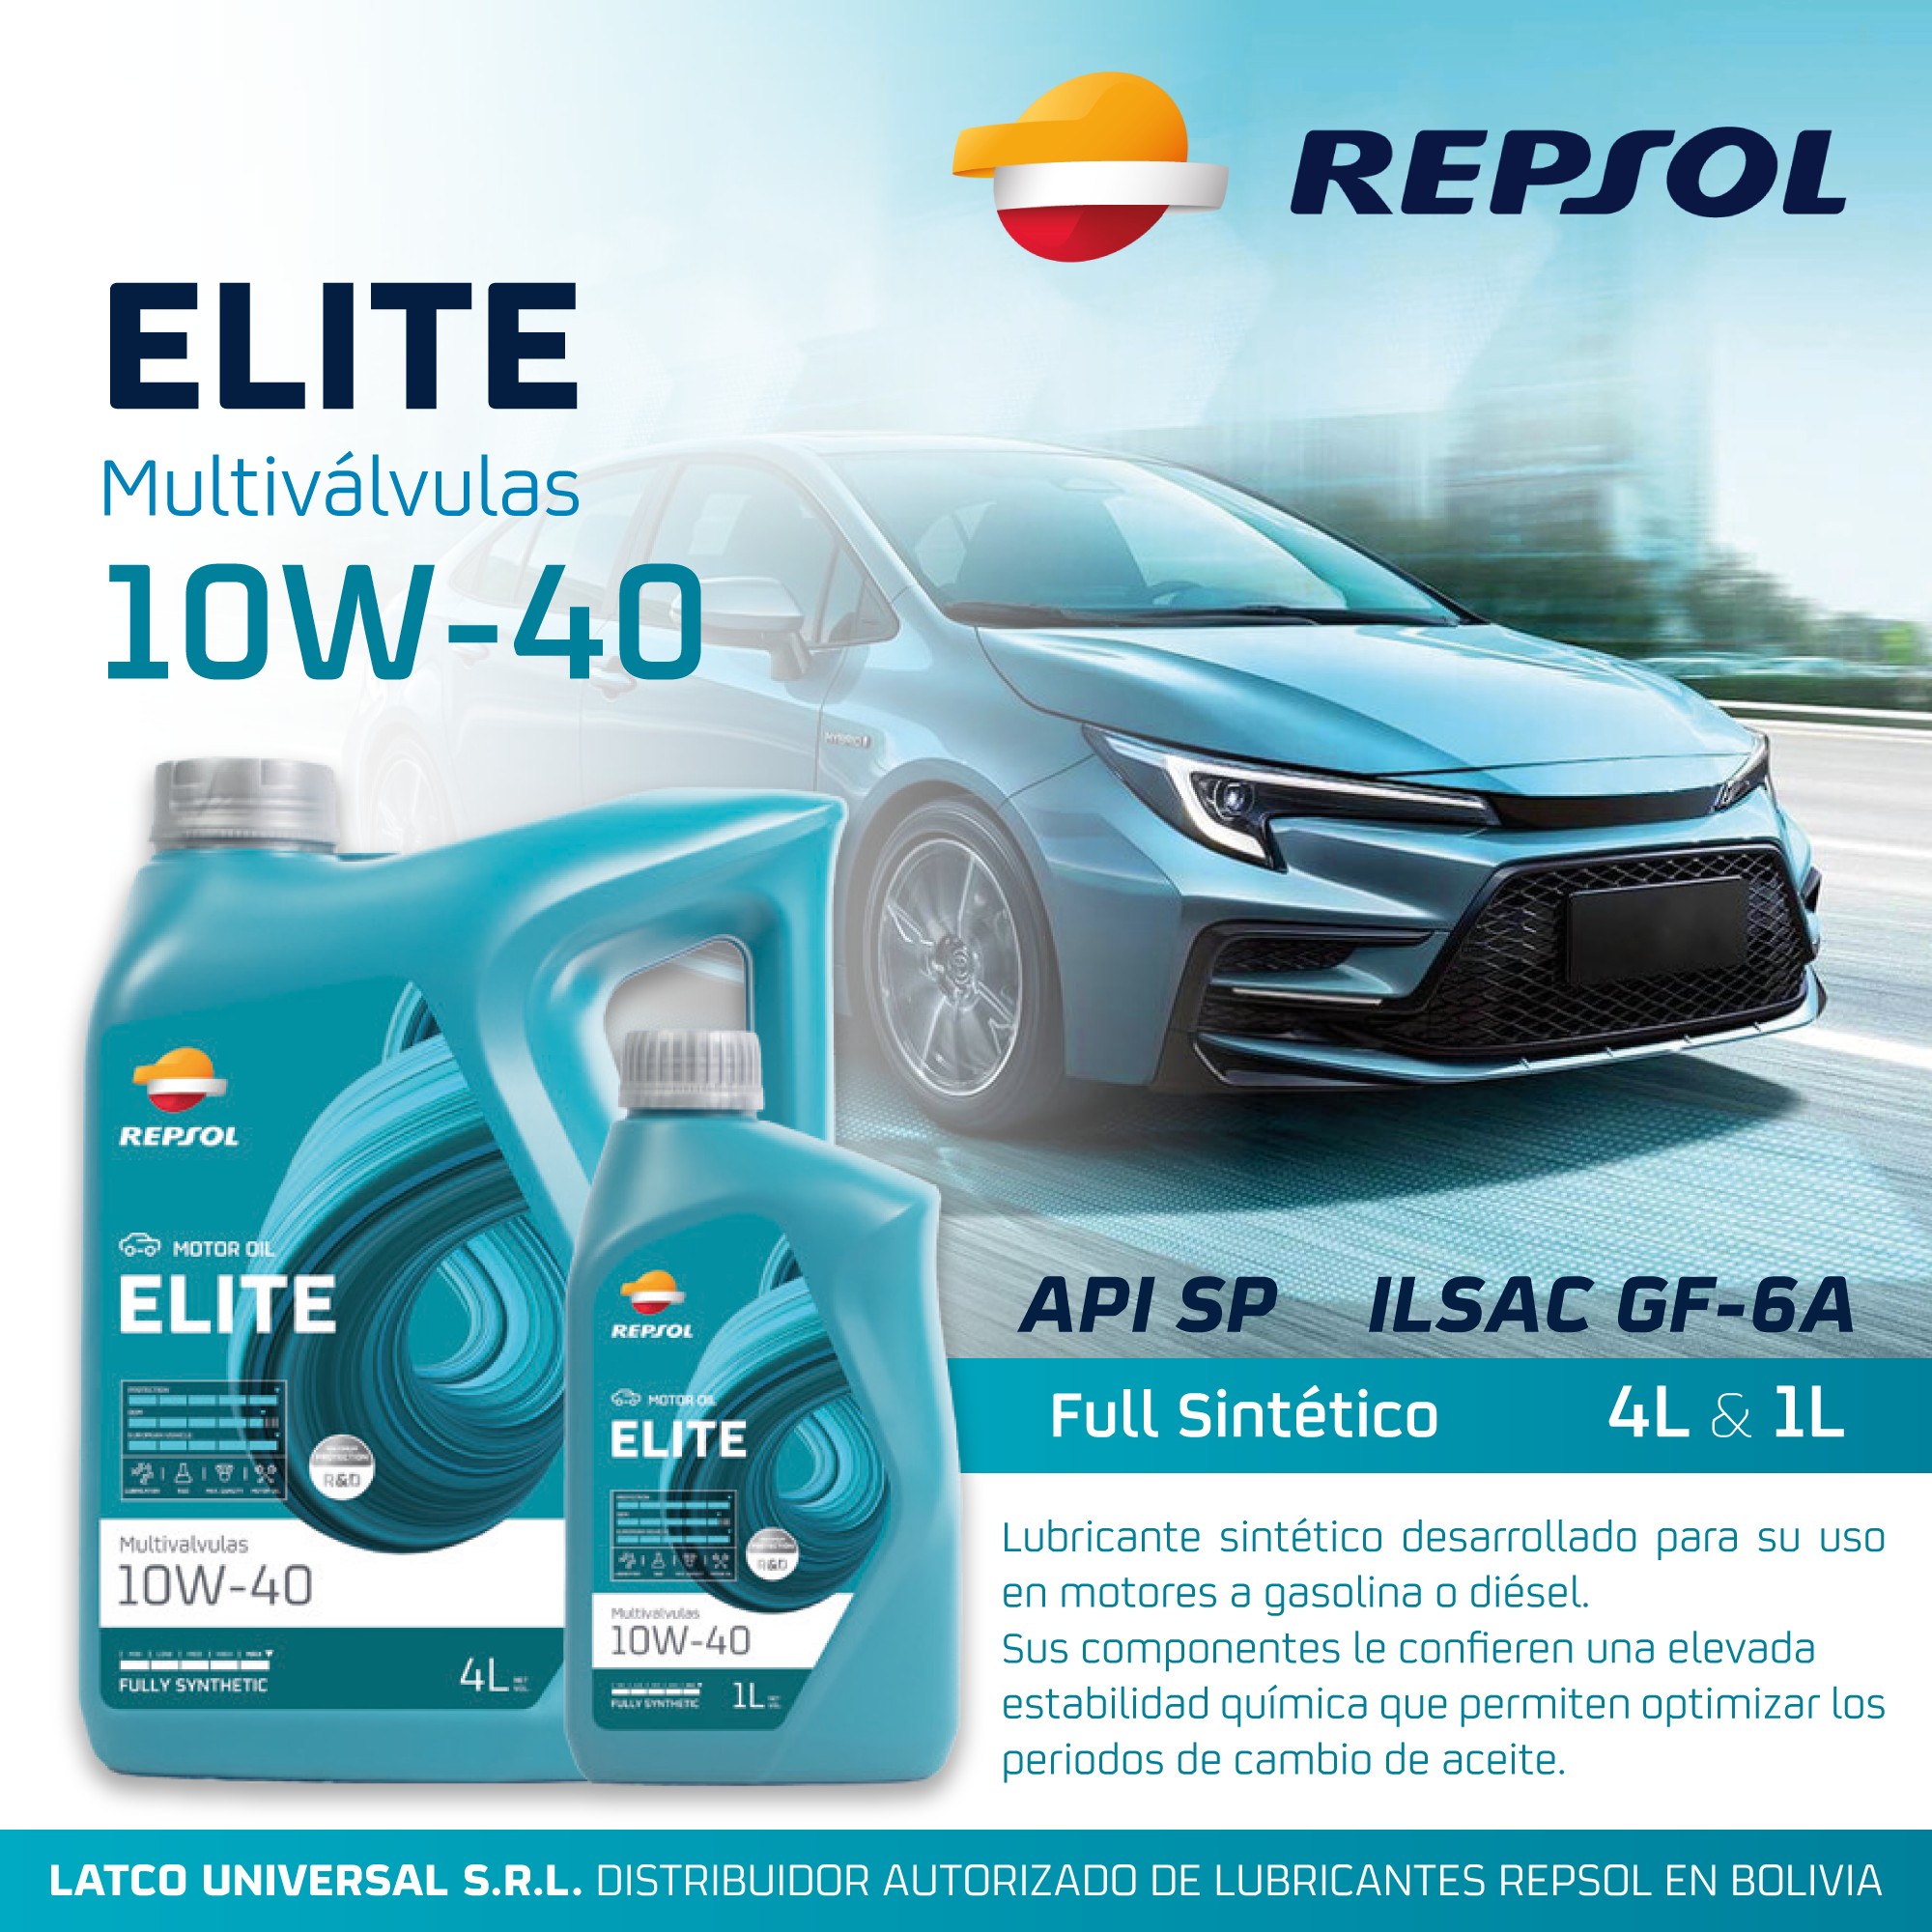 REPSOL
ELITE
Multiválvulas
10W-40
HYBRID
REPSOL
MOTOR OIL
ELITE
PROTECTION
R&D
Multivalvulas
10W-40
FULLY SYNTHETIC
4L
REPSOL
MOTOR OIL
ELITE
R&D
Multivalvulas
10W-40
FULLY SYNTHETIC
1L
API SP ILSAC GF-6A
Full Sintético 4L & 1L
Lubricante sintético desarrollado para su uso
en motores a gasolina o diésel.
Sus componentes le confieren una elevada
estabilidad química que permiten optimizar los
periodos de cambio de aceite.
LATCO UNIVERSAL S.R.L. DISTRIBUIDOR AUTORIZADO DE LUBRICANTES REPSOL EN BOLIVIA